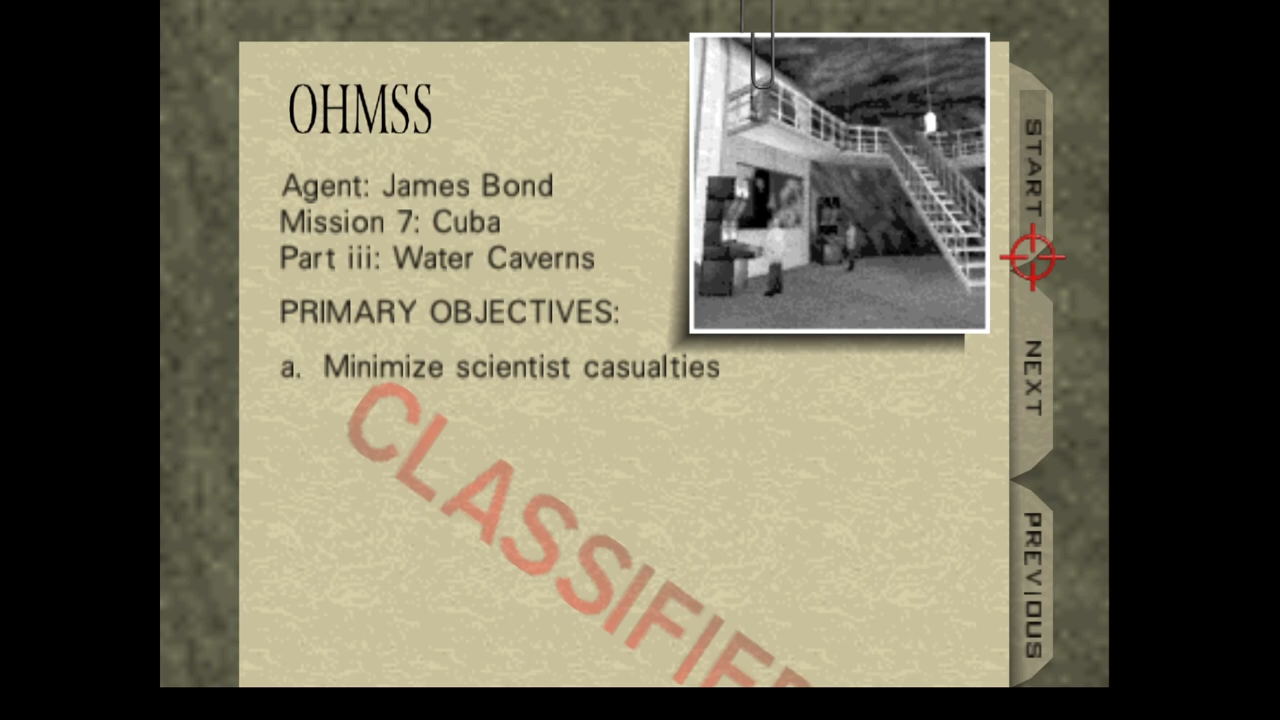 OHMSS
Agent: James Bond
Mission 7: Cuba
Part iii: Water Caverns
PRIMARY OBJECTIVES:
a. Minimize scientist casualties
CLASSIFIED
START
NEXT
PREVIOUS